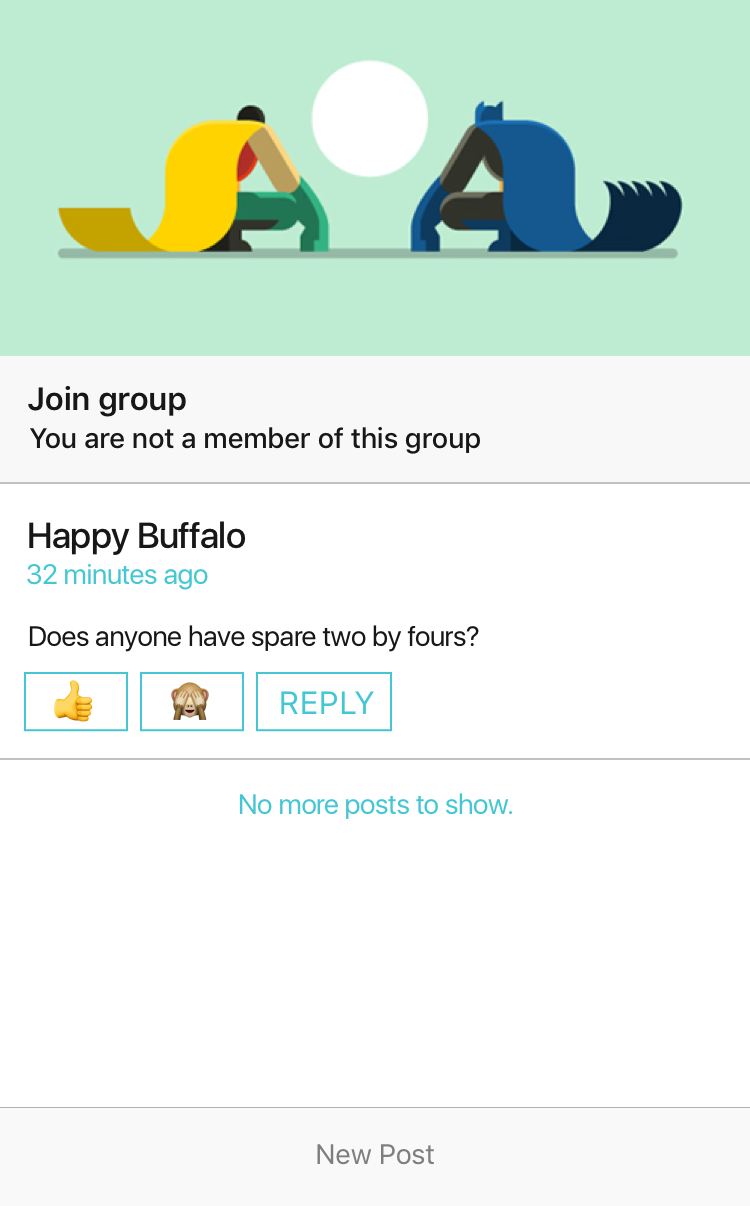 Join group
You are not a member of this group
Happy Buffalo
32 minutes ago
Does anyone have spare two by fours?
REPLY
No more posts to show.
New Post